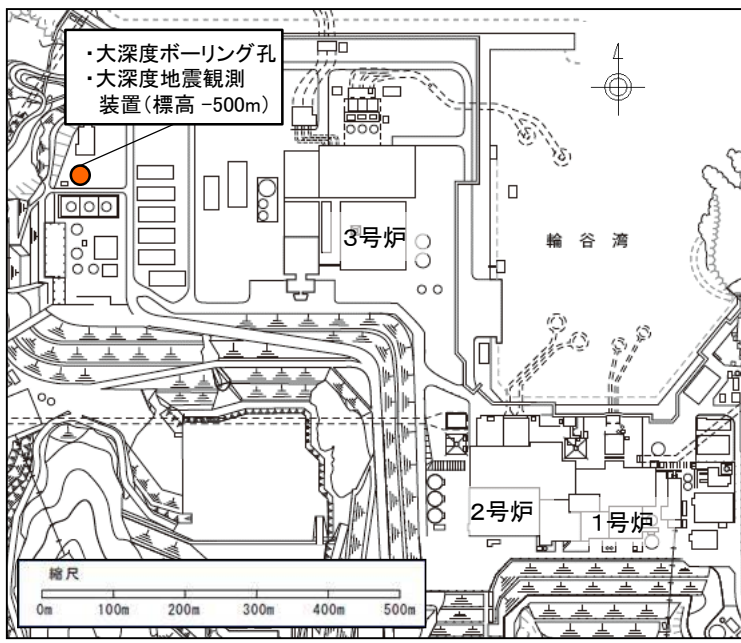 ・大深度ボーリング孔
・大深度地震観測
装置(標高 -500m)
3号炉
輪谷湾
2号炉
1号炉
縮尺
0m 100m 200m 300m 400m 500m